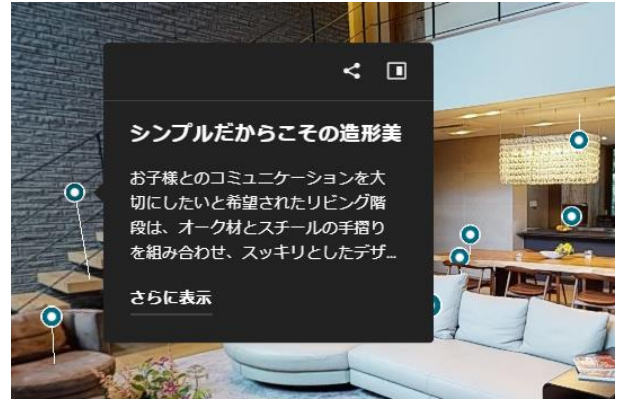 シンプルだからこその造形美
お子様とのコミュニケーションを大
切にしたいと希望されたリビング階
段は、オーク材とスチールの手摺り
を組み合わせ、スッキリとしたデザ...
さらに表示